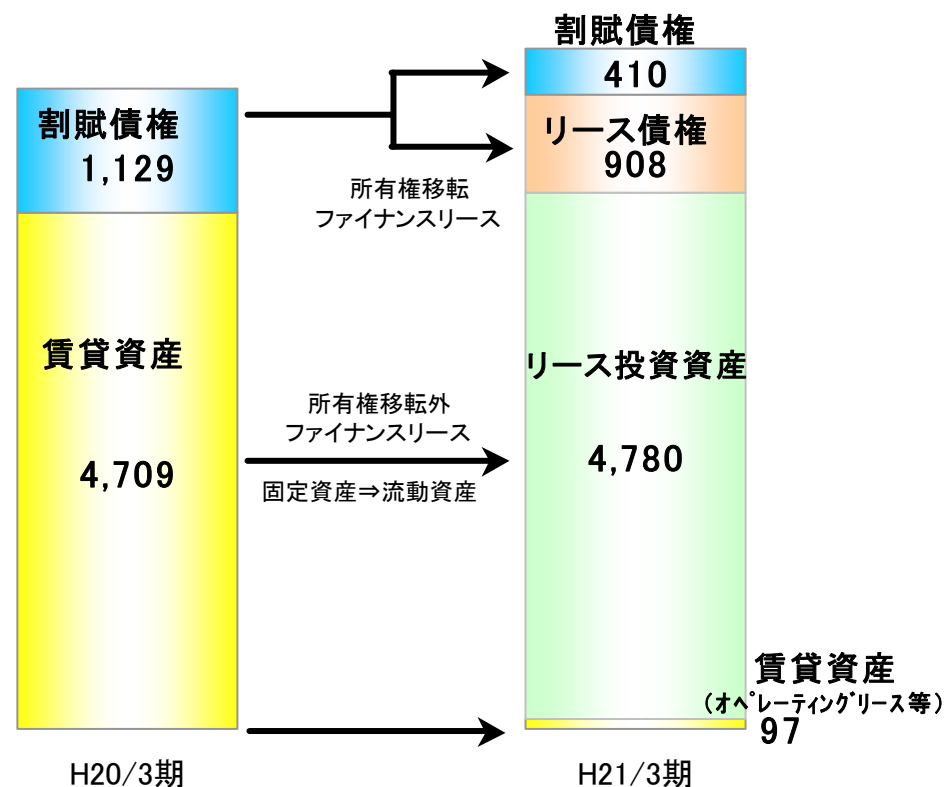 割賦債権
410
割賦債権
1,129
リース債権
908
所有権移転
ファイナンスリース
賃貸資産
4,709
リース投資資産
4,780
所有権移転外
ファイナンスリース
固定資産⇒流動資産
賃貸資産
(ｵﾍﾟﾚｰﾃｨﾝｸﾞﾘｰｽ等)
97
H20/3期
H21/3期